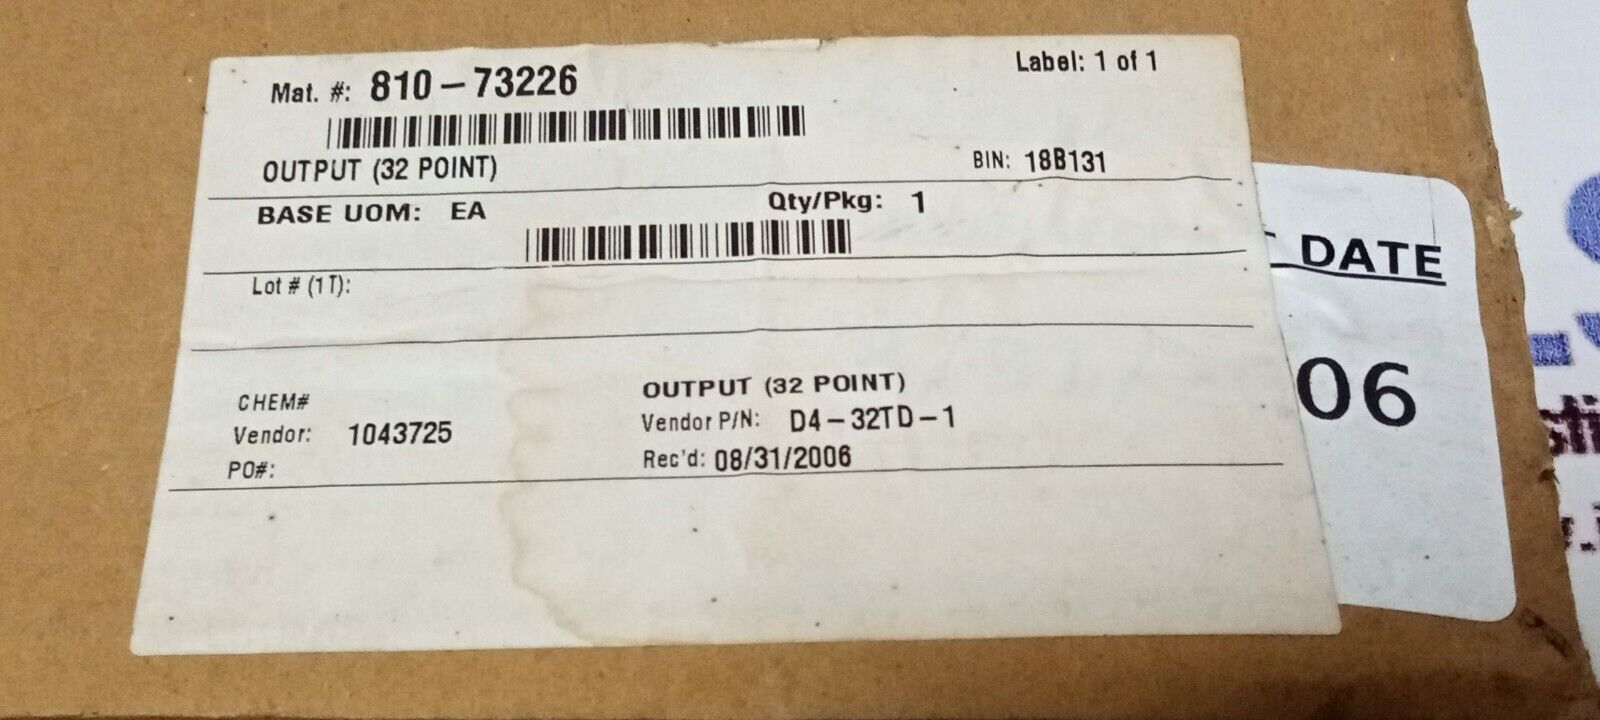 Mat. #: 810-73226
Label: 1 of 1
OUTPUT (32 POINT)
BIN: 18B131
BASE UOM: EA
Qty/Pkg: 1
Lot # (1T):
CHEM#
Vendor: 1043725
PO#:
OUTPUT (32 POINT)
Vendor P/N: D4-32TD-1
Rec'd: 08/31/2006
DATE
06